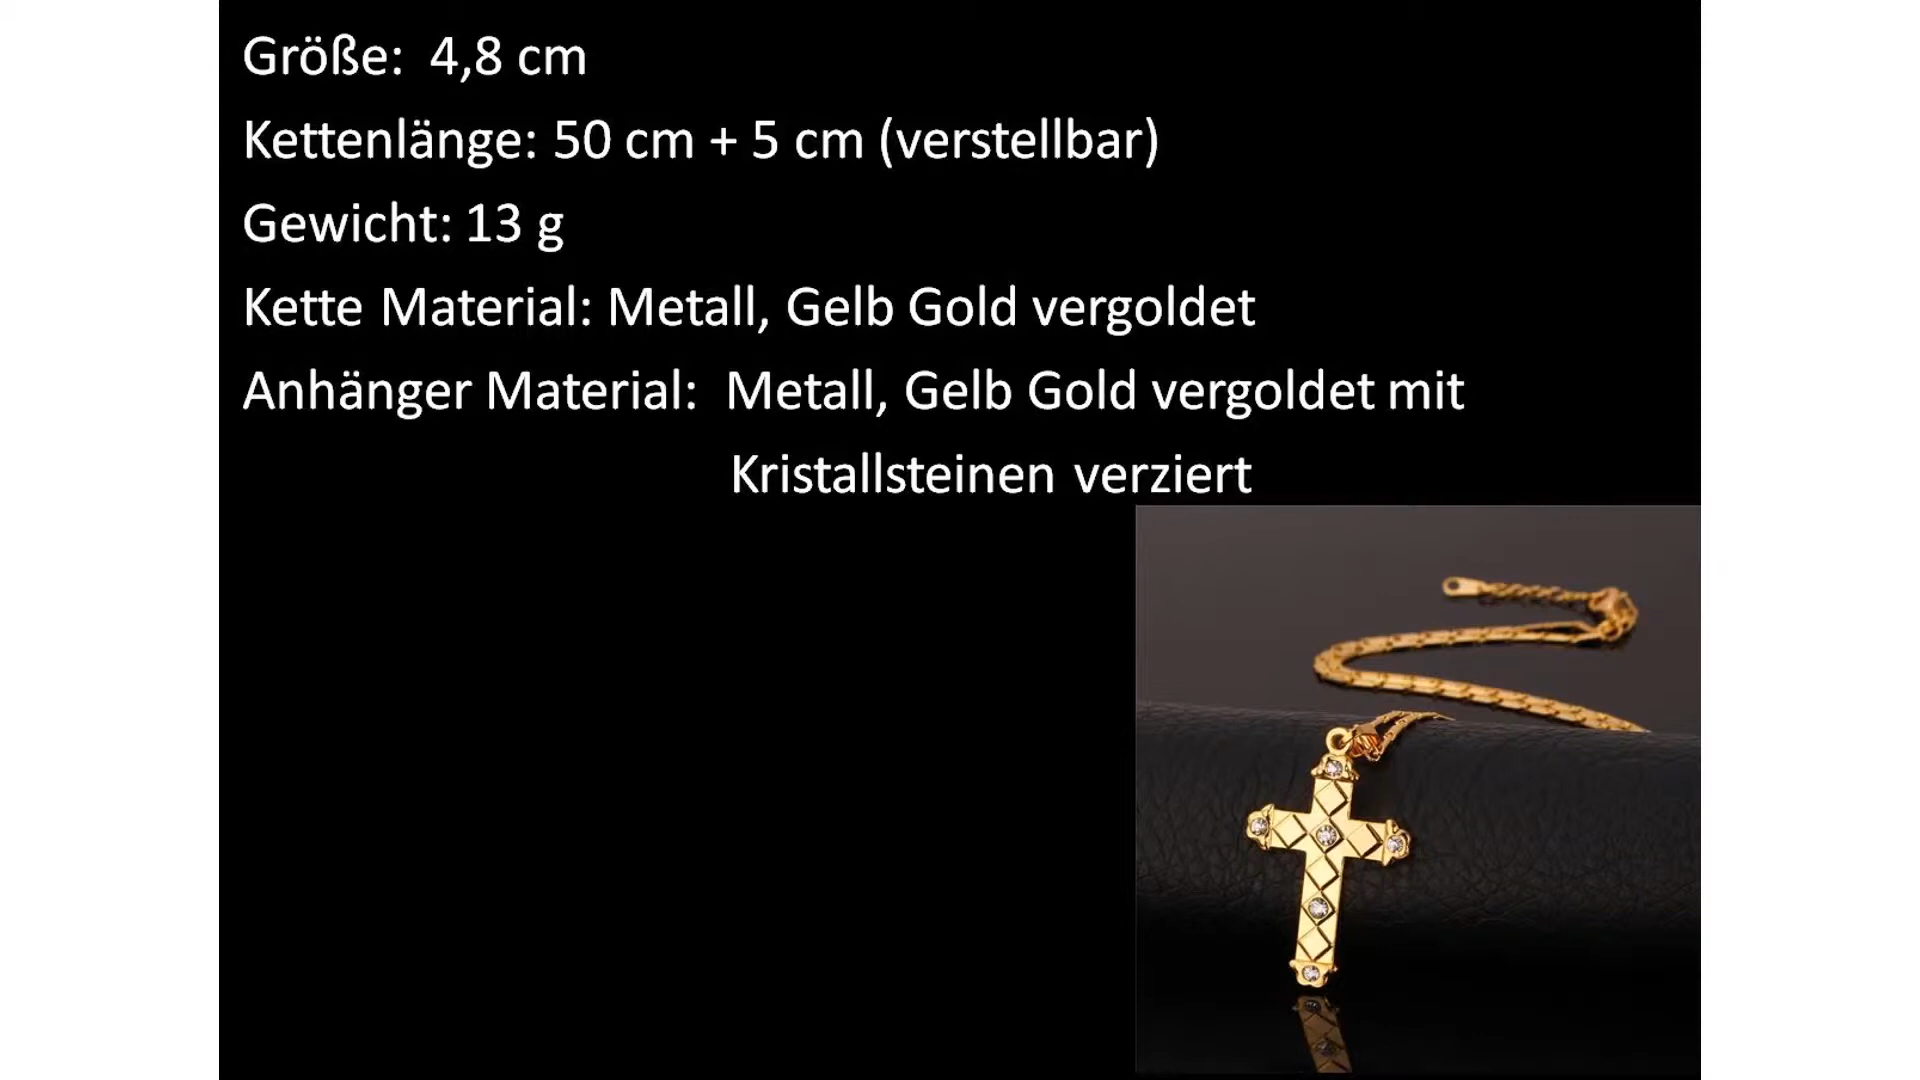 Größe: 4,8 cm
Kettenlänge: 50 cm + 5 cm (verstellbar)
Gewicht: 13 g
Kette Material: Metall, Gelb Gold vergoldet
Anhänger Material: Metall, Gelb Gold vergoldet mit
Kristallsteinen verziert